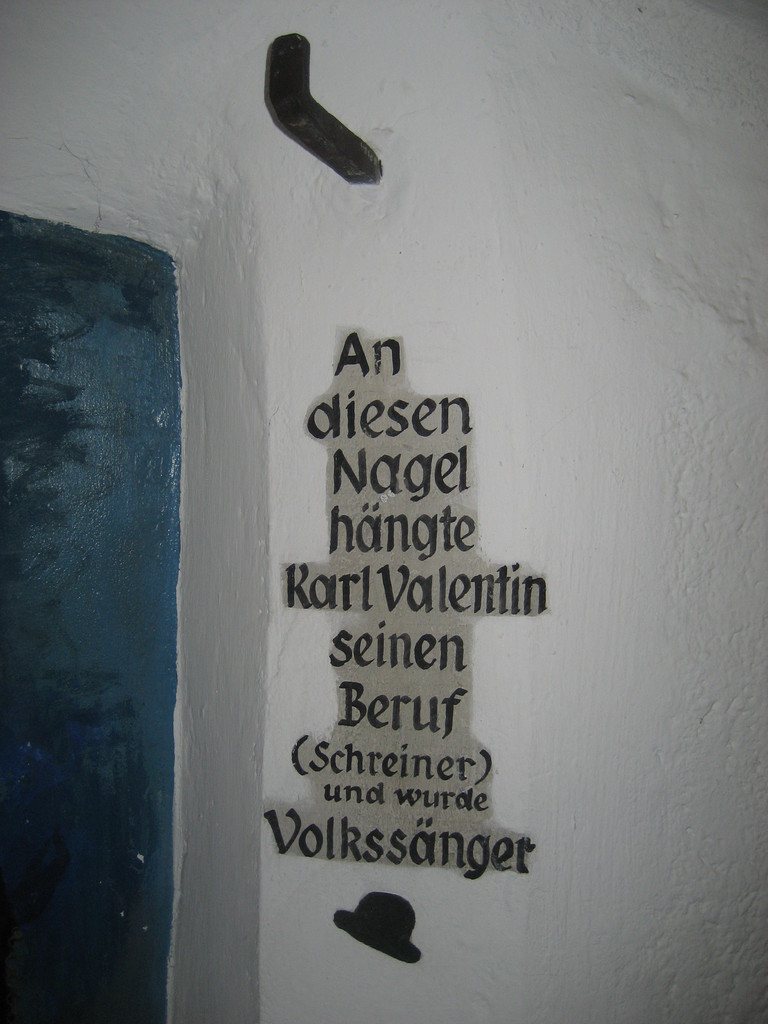 An
diesen
Nagel
hängte
Karl Valentin
seinen
Beruf
(Schreiner)
und wurde
Volkssänger